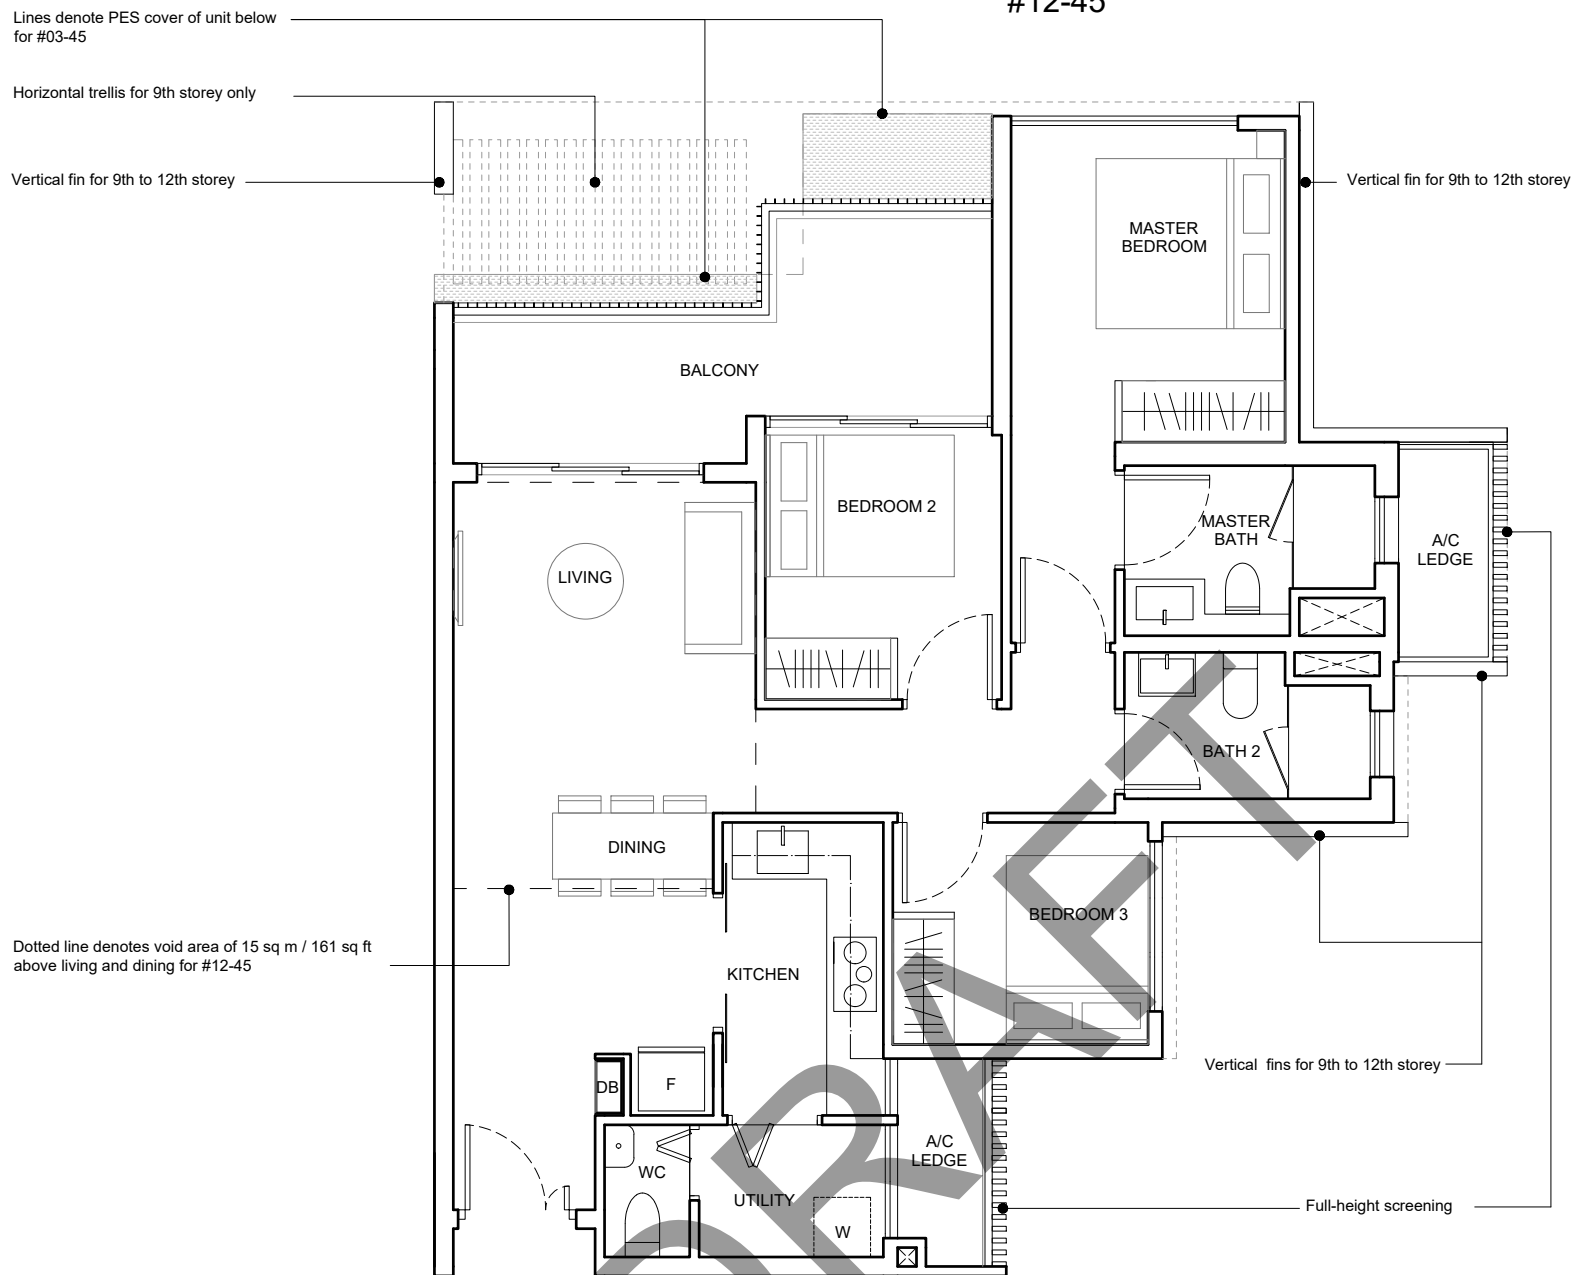 #12-45
Lines denote PES cover of unit below
for #03-45
Horizontal trellis for 9th storey only
Vertical fin for 9th to 12th storey
Vertical fin for 9th to 12th storey
MASTER
BEDROOM
BALCONY
BEDROOM 2
MASTER
BATH
A/C
LEDGE
LIVING
BATH 2
DINING
BEDROOM 3
Dotted line denotes void area of 15 sq m / 161 sq ft
above living and dining for #12-45
KITCHEN
Vertical fins for 9th to 12th storey
DB
F
A/C
LEDGE
WC
UTILITY
W
Full-height screening
DRAFT